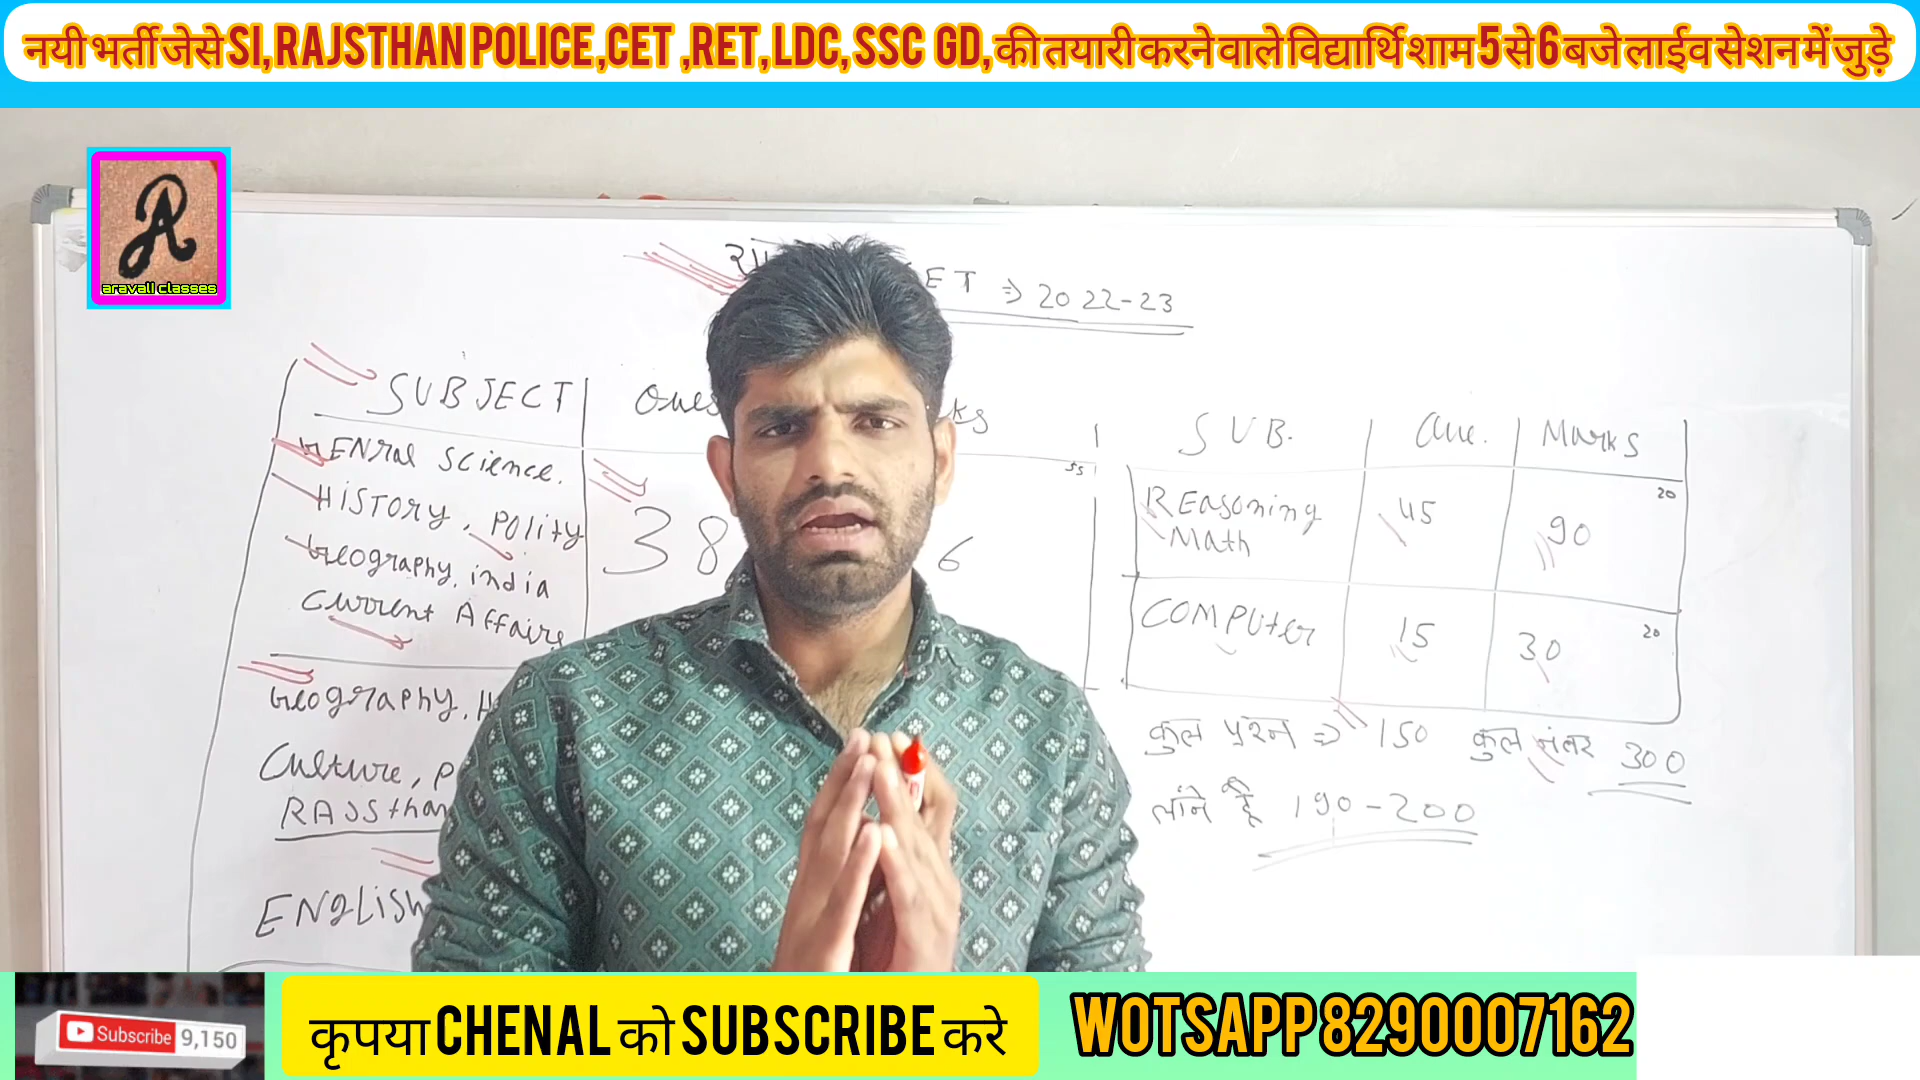 नयी भर्ती जेसे SI, RAJSTHAN POLICE ,CET ,RET, LDC, SSC GD, की तयारी करने वाले विद्यार्थि शाम 5 से 6 बजे लाईव सेशन में जुड़े
aravali classes
ET ⇒ 2022-23
SUBJECT
GENral Science.
HISTORY, Polity
Geography, india
Current Affairs
38
6
55
Geography, H
Culture, P
RAJSthan
ENgLiSh
SUB. Que. Marks
REasoning Math 45 90 20
COMPUter 15 30 20
कुल प्रश्न ⇒ 150 कुल नंबर 300
लाने है 190-200
Subscribe 9,150
कृपया CHENAL को SUBSCRIBE करे
WOTSAPP 8290007162